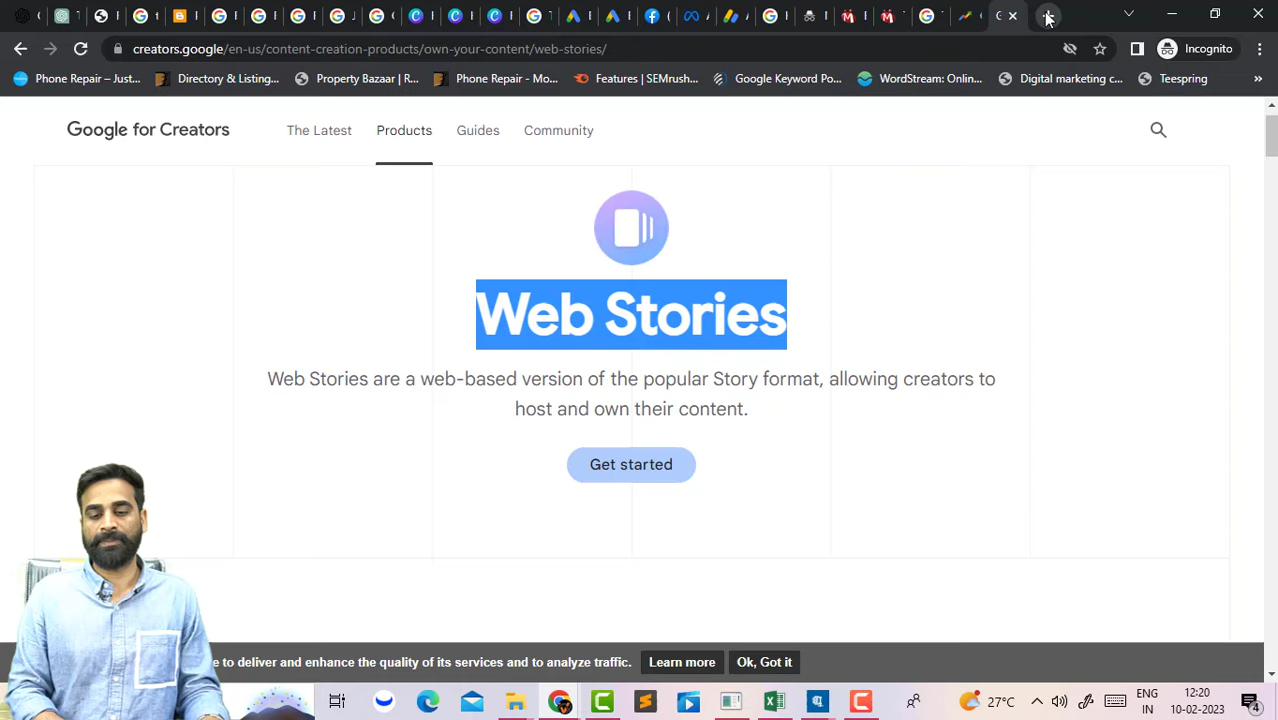 creators.google/en-us/content-creation-products/own-your-content/web-stories/
Incognito
Phone Repair – Just...
Directory & Listing...
Property Bazaar | R...
Phone Repair - Mo...
Features | SEMrush...
Google Keyword Po...
WordStream: Onlin...
Digital marketing c...
Teespring
»
Google for Creators
The Latest
Products
Guides
Community
Web Stories
Web Stories are a web-based version of the popular Story format, allowing creators to
host and own their content.
Get started
e to deliver and enhance the quality of its services and to analyze traffic.
Learn more
Ok, Got it
27°C
ENG
IN
12:20
10-02-2023
4